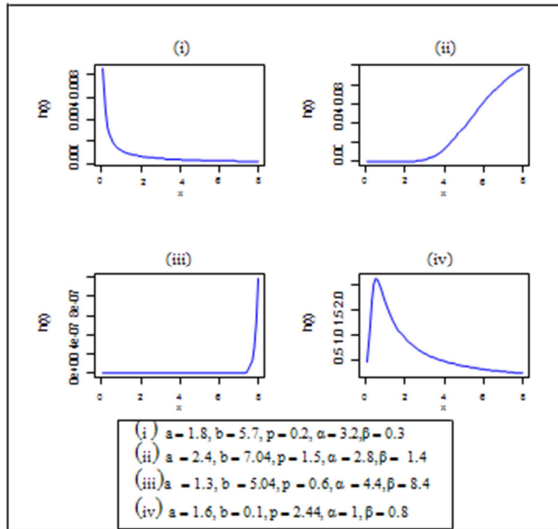 (i)
(ii)
h(x)
0.000 0.004 0.008
0 2 4 6 8
x
h(x)
0.00 0.04 0.08
0 2 4 6 8
x
(iii)
(iv)
h(x)
0e+00 4e-07 8e-07
0 2 4 6 8
x
h(x)
0.5 1.0 1.5 2.0
0 2 4 6 8
x
(i) a = 1.8, b = 5.7, p = 0.2, α = 3.2,β = 0.3
(ii) a = 2.4, b = 7.04, p = 1.5, α = 2.8,β = 1.4
(iii)a = 1.3, b = 5.04, p = 0.6, α = 4.4,β = 8.4
(iv) a = 1.6, b = 0.1, p = 2.44, α = 1,β = 0.8